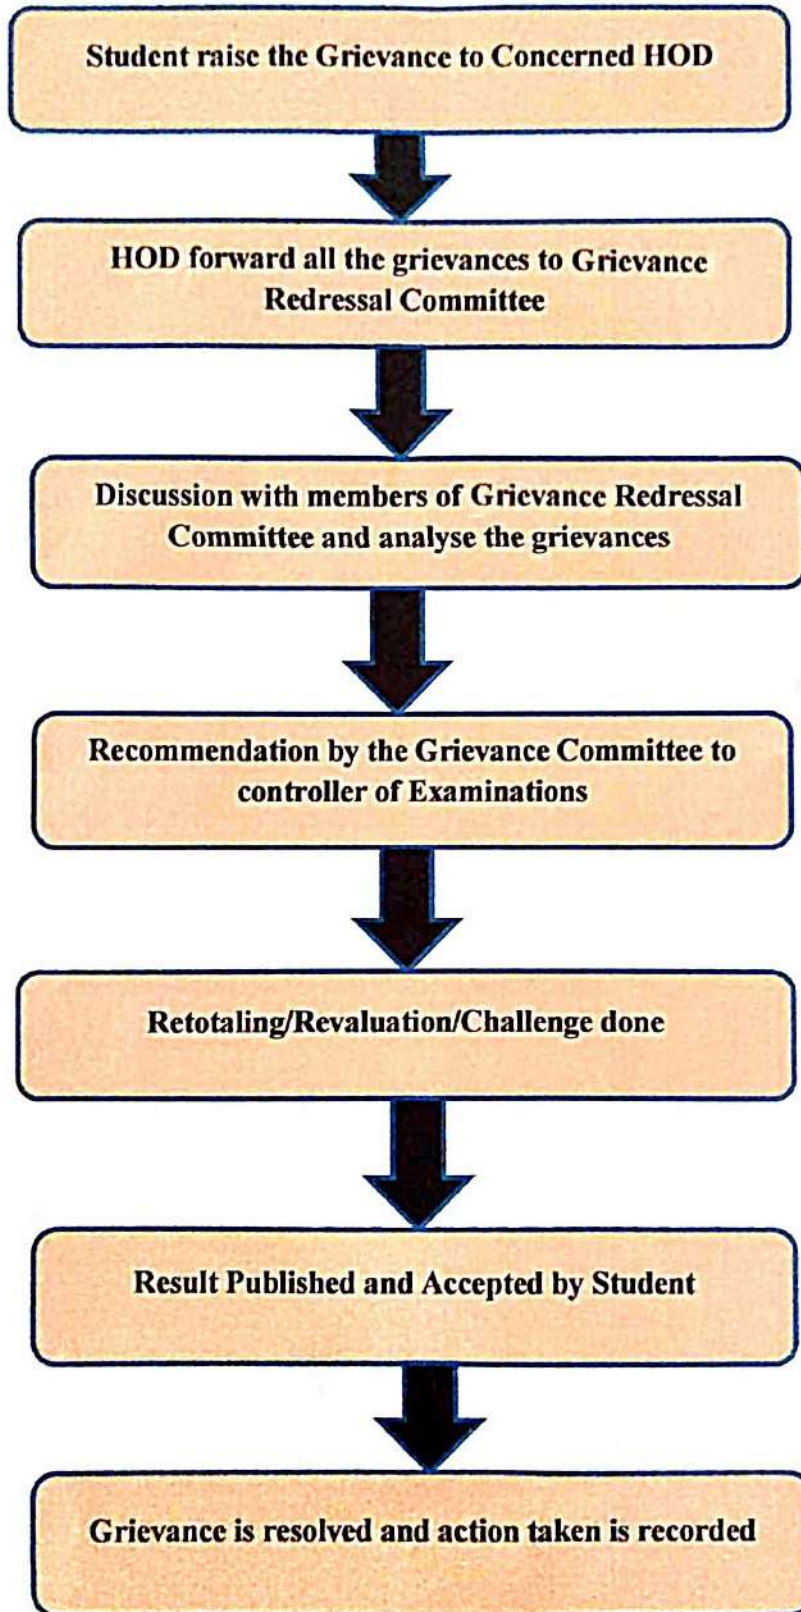 Student raise the Grievance to Concerned HOD
HOD forward all the grievances to Grievance
Redressal Committee
Discussion with members of Grievance Redressal
Committee and analyse the grievances
Recommendation by the Grievance Committee to
controller of Examinations
Retotaling/Revaluation/Challenge done
Result Published and Accepted by Student
Grievance is resolved and action taken is recorded